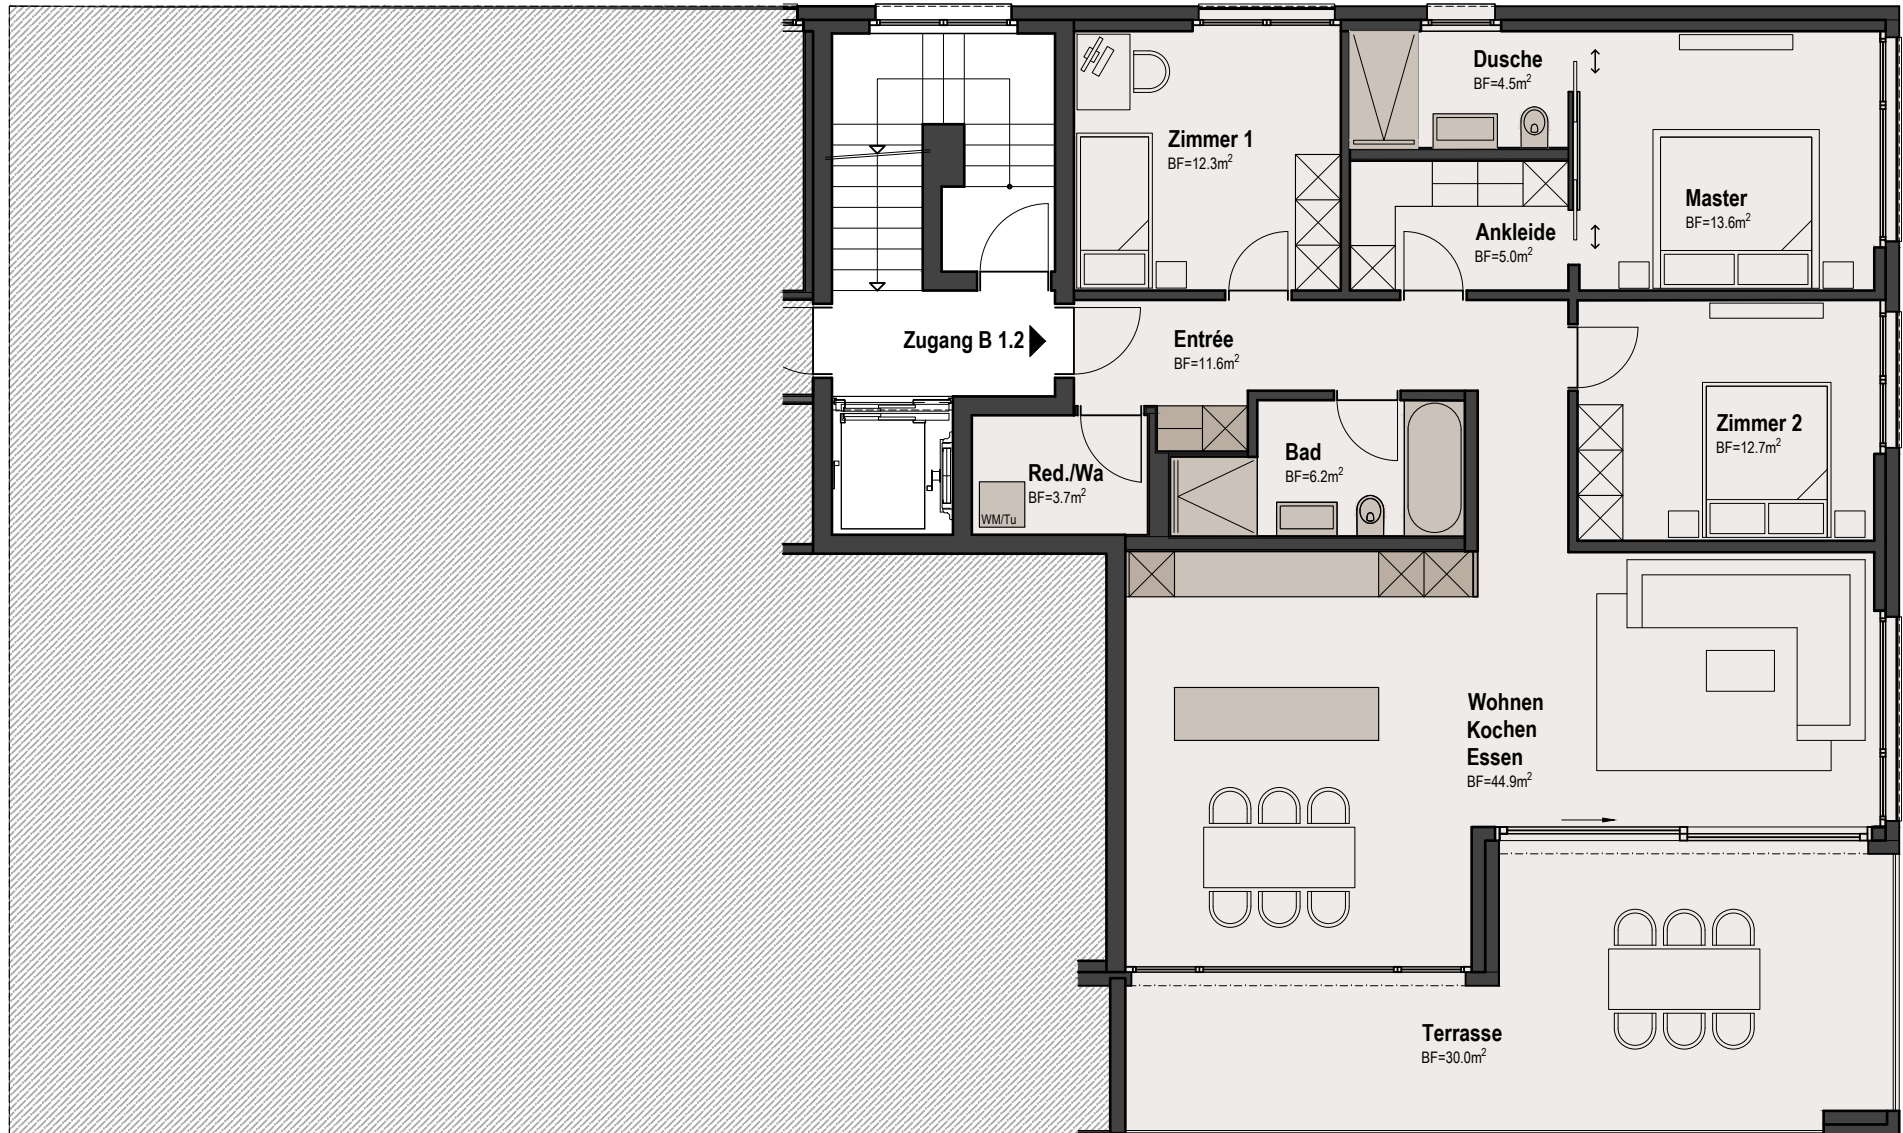 Dusche
BF=4.5m²
Zimmer 1
BF=12.3m²
Master
BF=13.6m²
Ankleide
BF=5.0m²
Zugang B 1.2
Entrée
BF=11.6m²
Zimmer 2
BF=12.7m²
Bad
BF=6.2m²
Red./Wa
BF=3.7m²
WM/Tu
Wohnen
Kochen
Essen
BF=44.9m²
Terrasse
BF=30.0m²